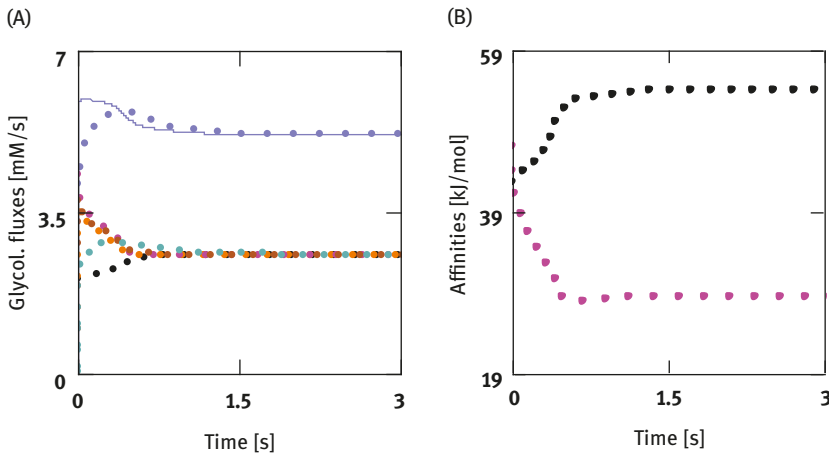 (A)
Glycol. fluxes [mM/s]
7
3.5
0
0
1.5
3
Time [s]
(B)
Affinities [kJ/mol]
59
39
19
0
1.5
3
Time [s]